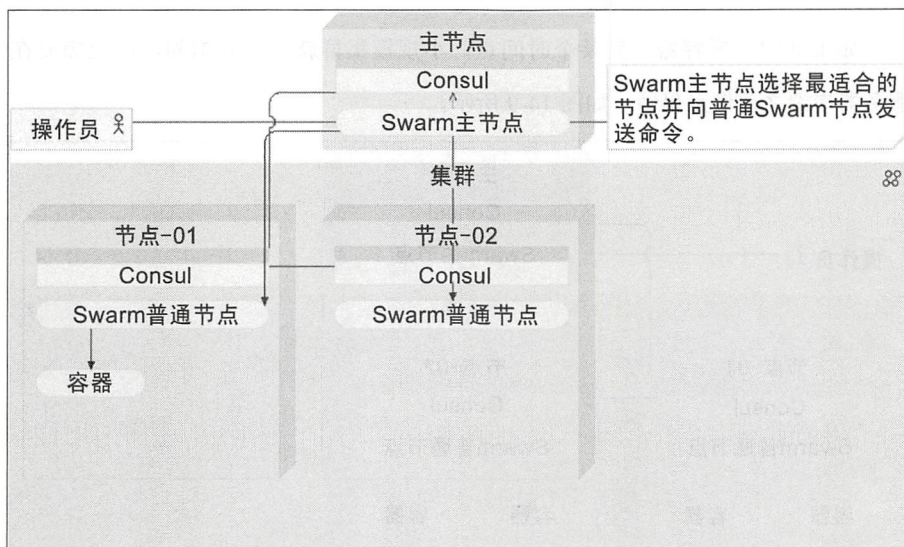 主节点
Consul
Swarm主节点
操作员
Swarm主节点选择最适合的
节点并向普通Swarm节点发
送命令。
集群
节点-01
Consul
Swarm普通节点
容器
节点-02
Consul
Swarm普通节点